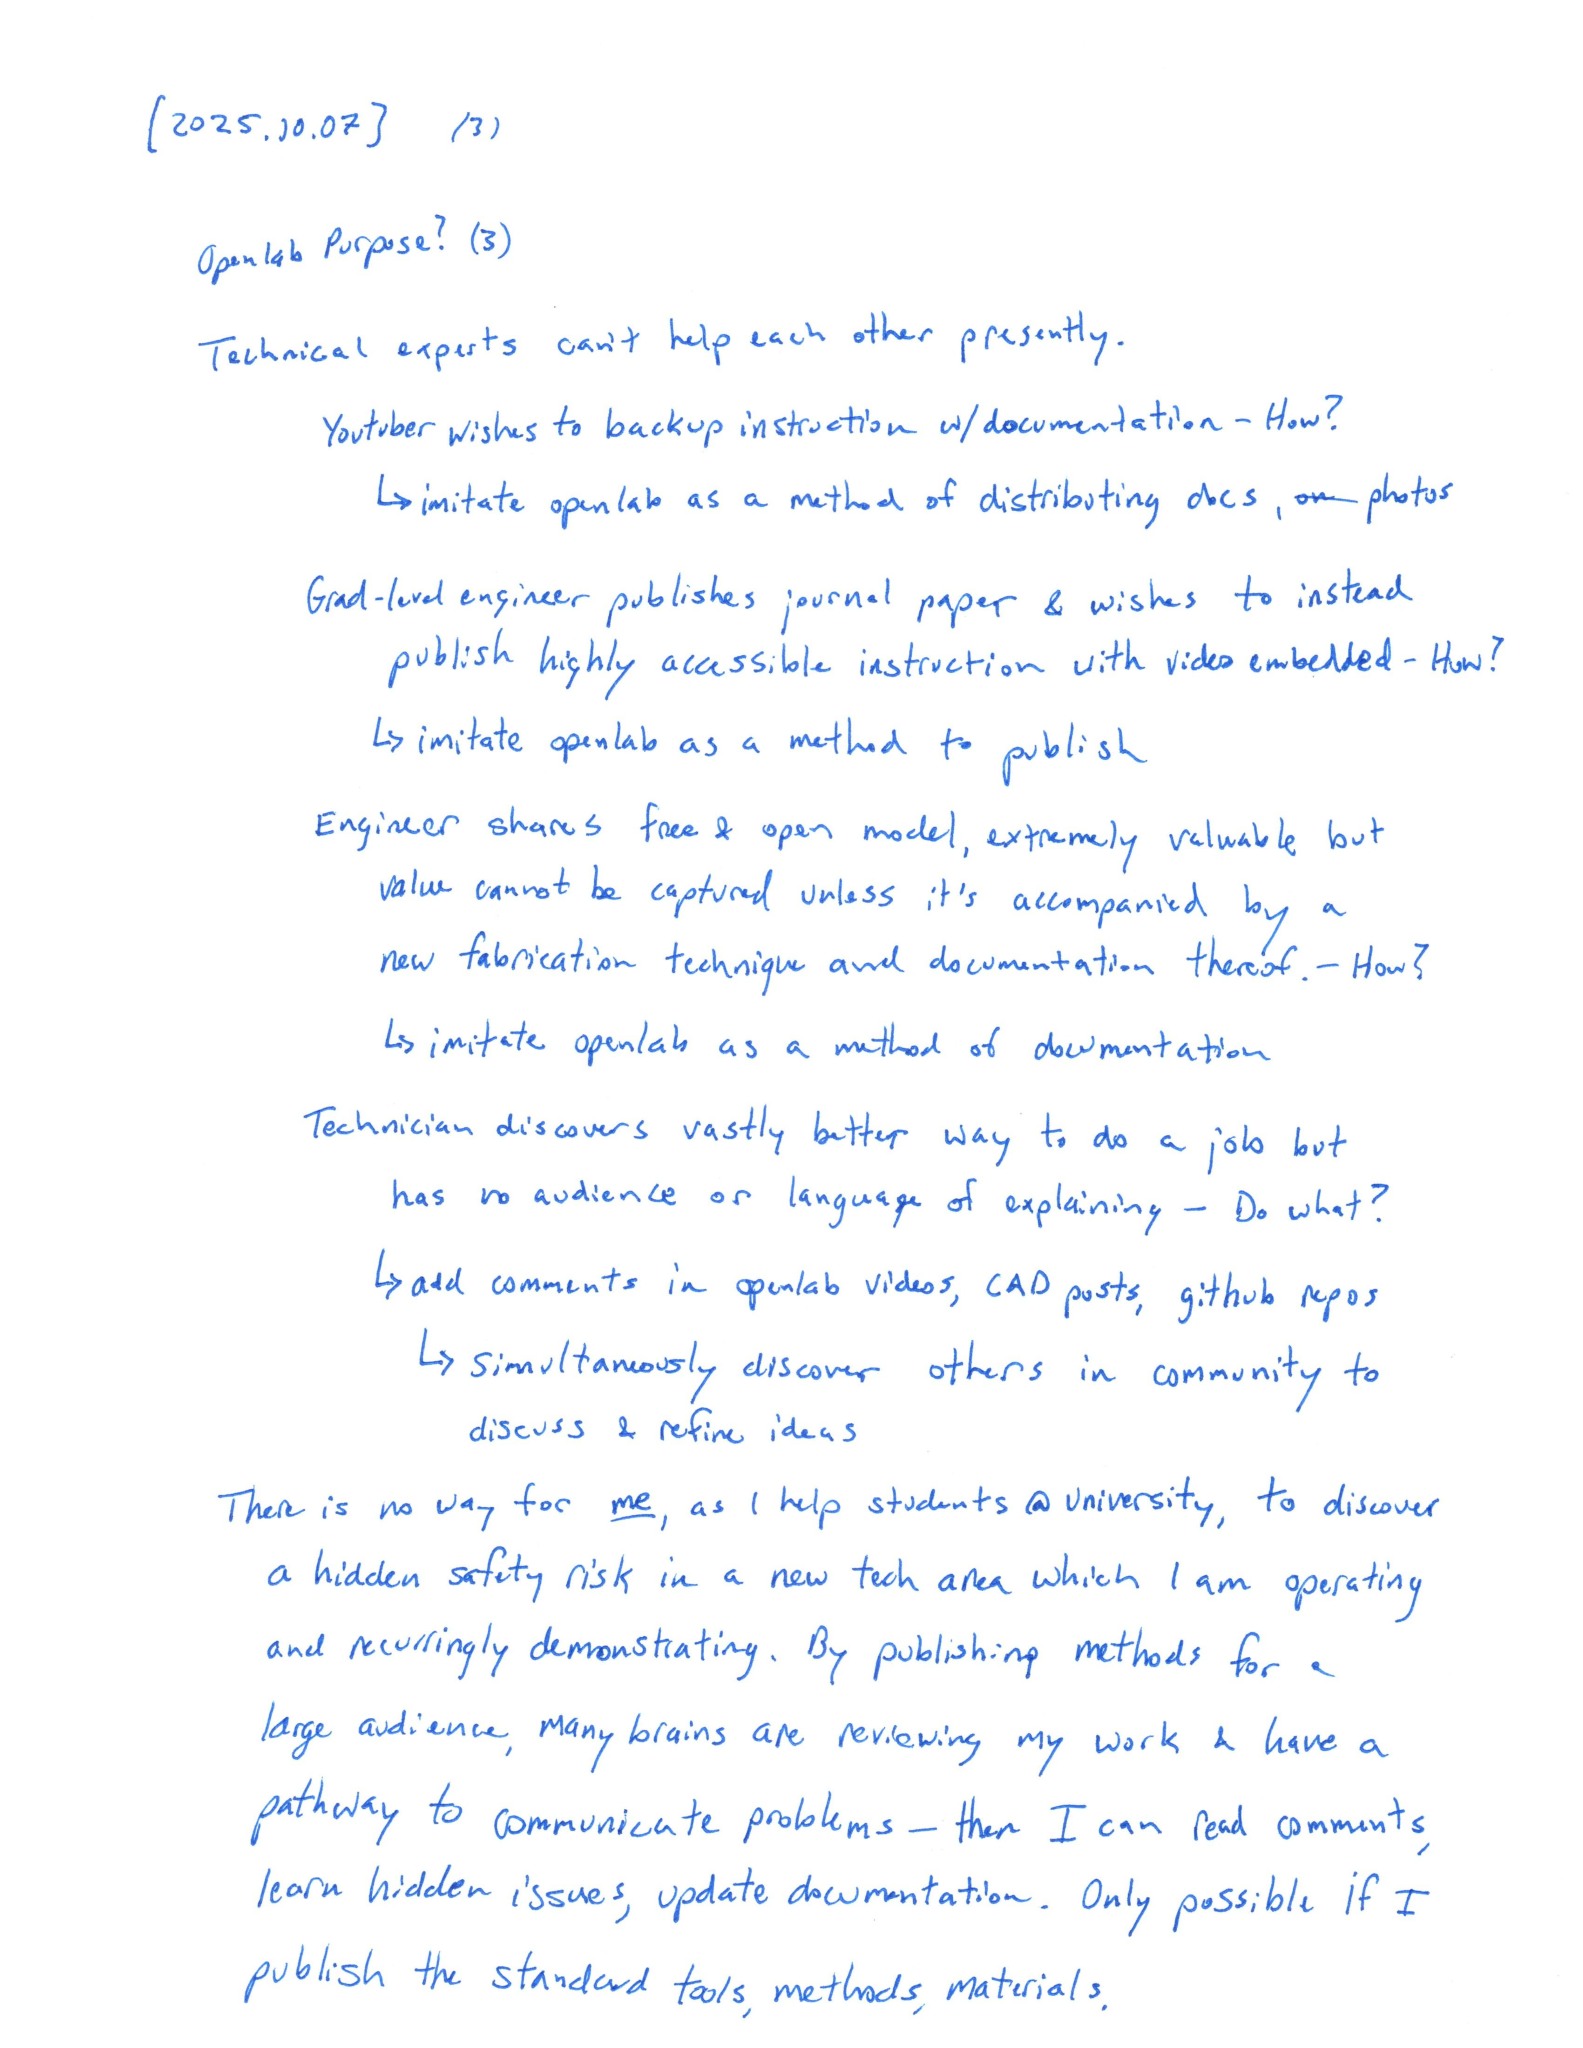 [2025.10.07] (3)
Openlab Purpose? (3)
Technical experts can't help each other presently.
Youtuber wishes to backup instruction w/documentation - How?
↳ imitate openlab as a method of distributing docs, on photos
Grad-level engineer publishes journal paper & wishes to instead
publish highly accessible instruction with video embedded - How?
↳ imitate openlab as a method to publish
Engineer shares free & open model, extremely valuable but
value cannot be captured unless it's accompanied by a
new fabrication technique and documentation thereof. - How?
↳ imitate openlab as a method of documentation
Technician discovers vastly better way to do a job but
has no audience or language of explaining - Do what?
↳ add comments in openlab videos, CAD posts, github repos
↳ simultaneously discover others in community to
discuss & refine ideas
There is no way for me, as I help students @ University, to discover
a hidden safety risk in a new tech area which I am operating
and recurringly demonstrating. By publishing methods for a
large audience, many brains are reviewing my work & have a
pathway to communicate problems - then I can read comments,
learn hidden issues, update documentation. Only possible if I
publish the standard tools, methods, materials.